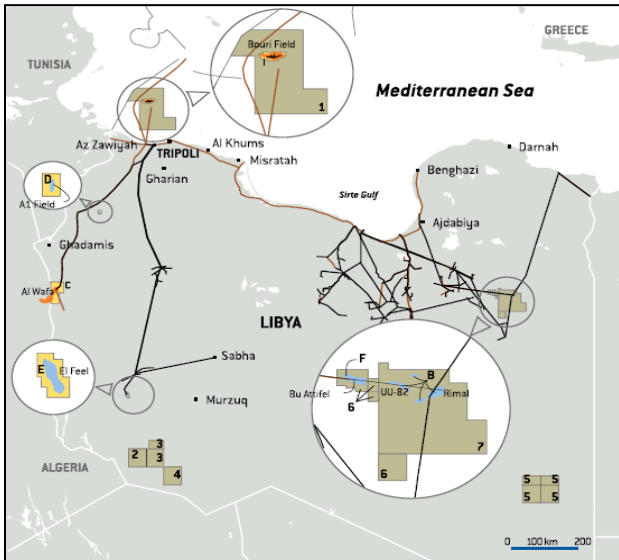 GREECE
TUNISIA
Bouri Field
1
Mediterranean Sea
Az Zawiyah
TRIPOLI
Al Khums
Misratah
Darnah
Gharian
Benghazi
Sirte Gulf
D
A1 Field
Ajdabiya
Ghadamis
Al Wafa
C
LIBYA
E
El Feel
Sabha
F
B
Bu Attifel
6
UU-82
Rimal
Murzuq
7
6
ALGERIA
3
2
3
4
5
5
5
5
0
100 km
200